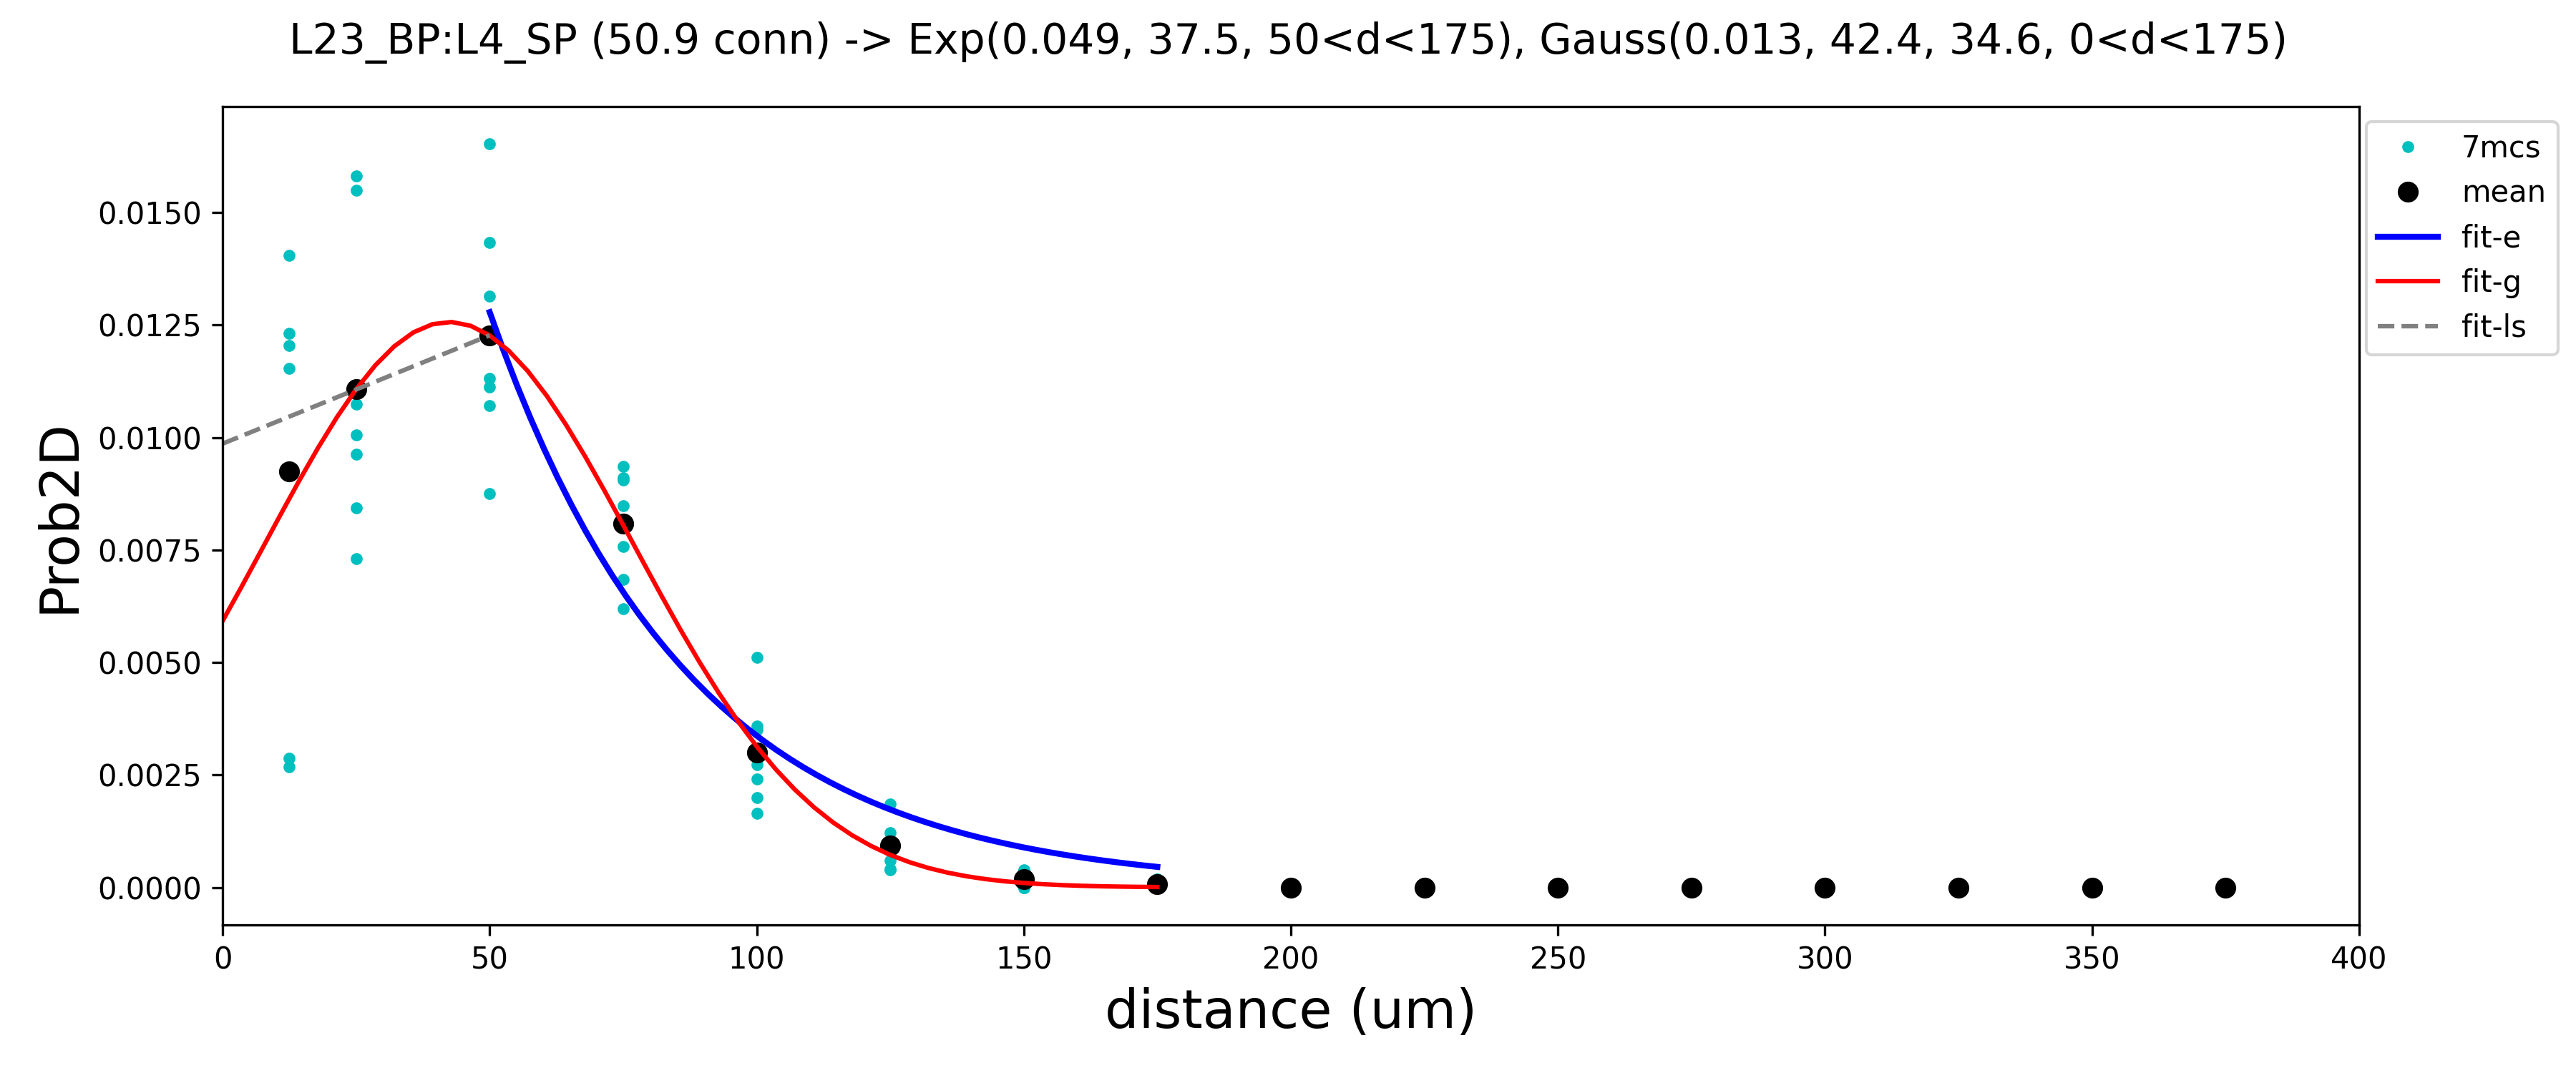 L23_BP:L4_SP (50.9 conn) -> Exp(0.049, 37.5, 50<d<175), Gauss(0.013, 42.4, 34.6, 0<d<175)
7mcs
mean
fit-e
fit-g
fit-ls
Prob2D
0.0150
0.0125
0.0100
0.0075
0.0050
0.0025
0.0000
0 50 100 150 200 250 300 350 400
distance (um)